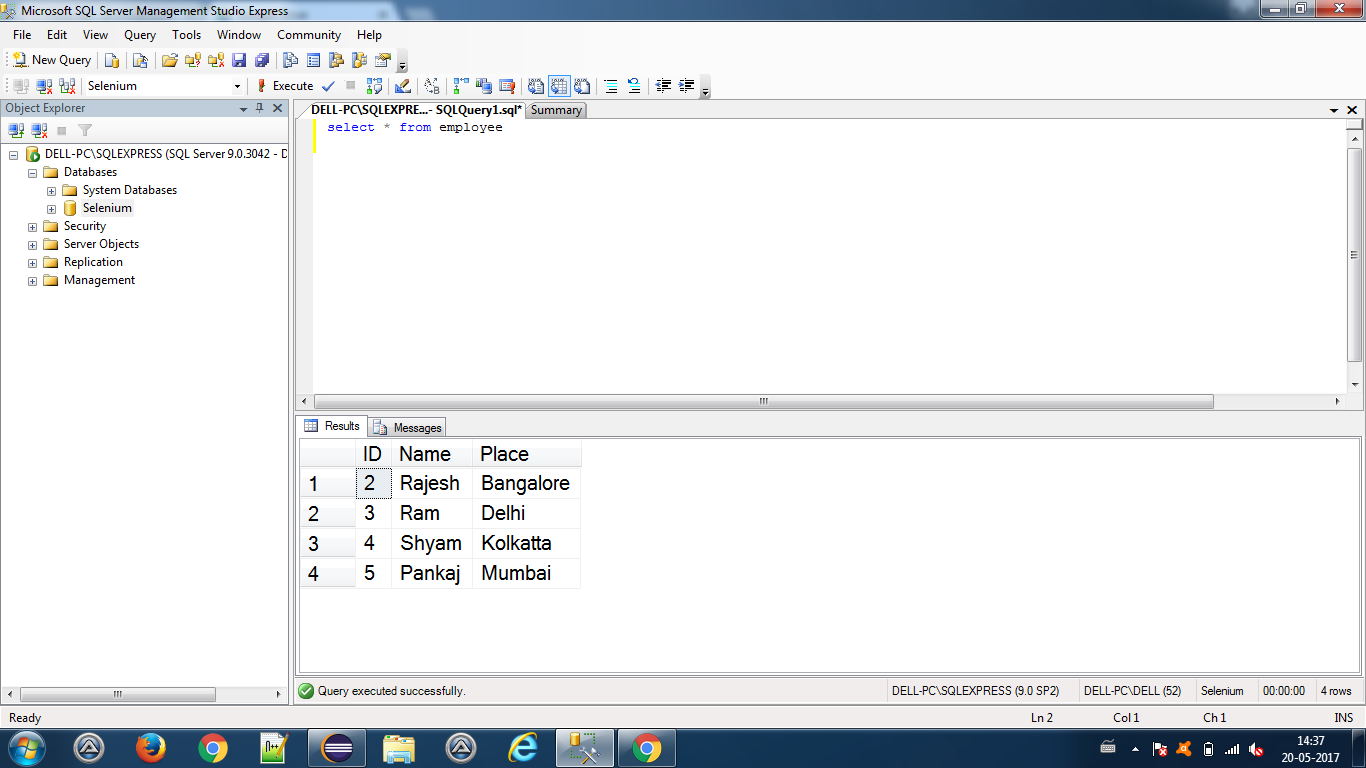 Microsoft SQL Server Management Studio Express
File Edit View Query Tools Window Community Help
New Query
Selenium Execute
Object Explorer
DELL-PC\SQLEXPRESS (SQL Server 9.0.3042 - D
Databases
System Databases
Selenium
Security
Server Objects
Replication
Management
DELL-PC\SQLEXPRE...- SQLQuery1.sql* Summary
select * from employee
Results Messages
ID Name Place
1 2 Rajesh Bangalore
2 3 Ram Delhi
3 4 Shyam Kolkatta
4 5 Pankaj Mumbai
Query executed successfully. DELL-PC\SQLEXPRESS (9.0 SP2) DELL-PC\DELL (52) Selenium 00:00:00 4 rows
Ready Ln 2 Col 1 Ch 1 INS
14:37
20-05-2017